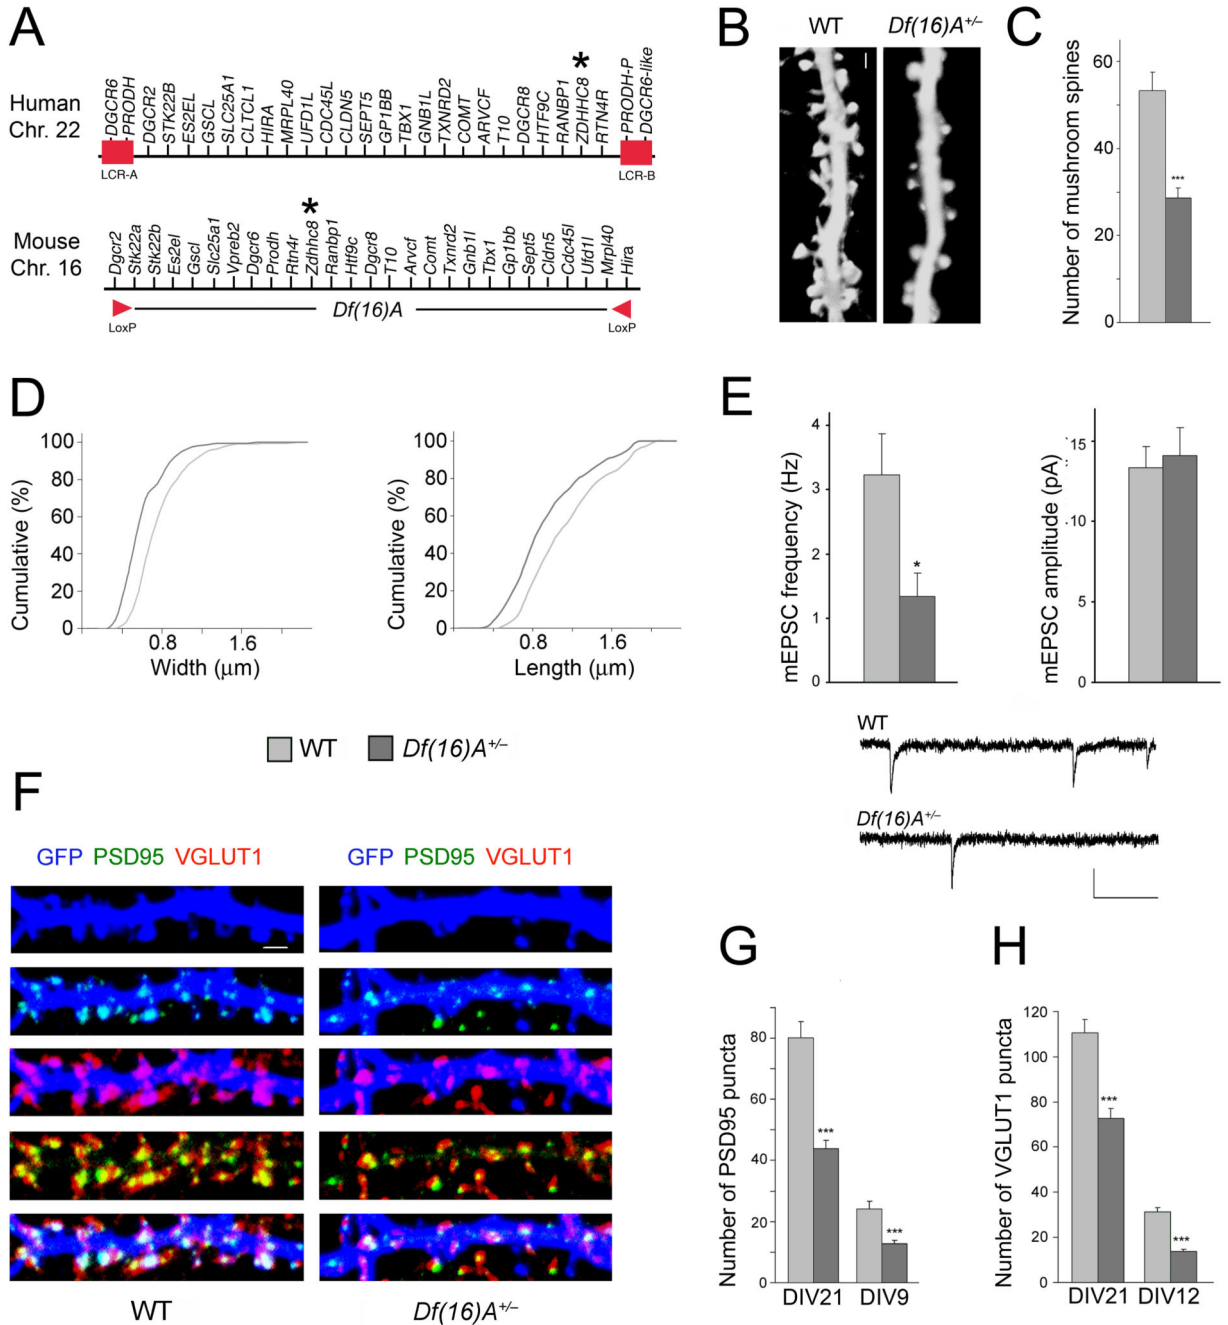 A
Human
Chr. 22
DGCR6
PRODH
DGCR2
STK22B
ES2EL
GSCL
SLC25A1
CLTCL1
HIRA
MRPL40
UFD1L
CDC45L
CLDN5
SEPT5
GP1BB
TBX1
GNB1L
TXNRD2
COMT
ARVCF
T10
DGCR8
HTF9C
RANBP1
*
ZDHHC8
RTN4R
PRODH-P
DGCR6-like
LCR-A
LCR-B
Mouse
Chr. 16
Dgcr2
Stk22a
Stk22b
Es2el
Gscl
Slc25a1
Vpreb2
Dgcr6
Prodh
Rtn4r
*
Zdhhc8
Ranbp1
Htf9c
Dgcr8
T10
Arvcf
Comt
Txnrd2
Gnb1l
Tbx1
Gp1bb
Sept5
Cldn5
Cdc45l
Ufd1l
Mrpl40
Hira
LoxP
Df(16)A
LoxP
B
WT
Df(16)A+/–
C
Number of mushroom spines
60
40
20
0
***
D
Cumulative (%)
100
80
60
40
20
0
0.8
1.6
Width (μm)
Cumulative (%)
100
80
60
40
20
0
0.8
1.6
Length (μm)
WT
Df(16)A+/–
E
mEPSC frequency (Hz)
4
3
2
1
0
*
mEPSC amplitude (pA)
15
10
5
0
WT
Df(16)A+/–
F
GFP PSD95 VGLUT1
GFP PSD95 VGLUT1
WT
Df(16)A+/–
G
Number of PSD95 puncta
80
60
40
20
0
***
***
DIV21
DIV9
H
Number of VGLUT1 puncta
120
100
80
60
40
20
0
***
***
DIV21
DIV12